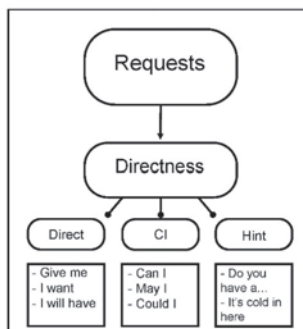 Requests
Directness
Direct
CI
Hint
- Give me
- I want
- I will have
- Can I
- May I
- Could I
- Do you
have a...
- It's cold in
here